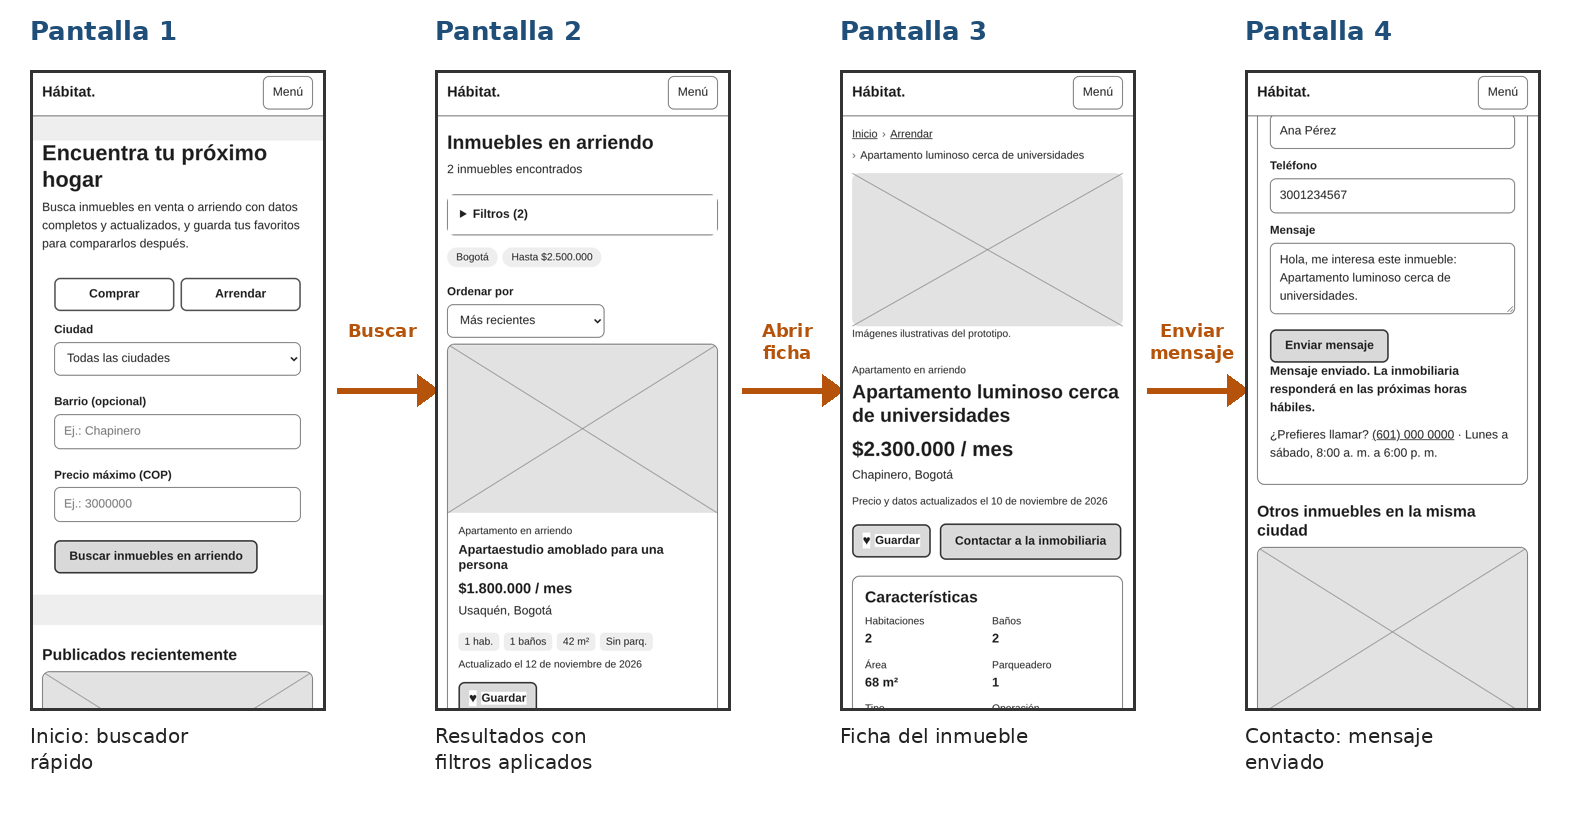 Pantalla 1
Hábitat.
Menú
Encuentra tu próximo
hogar
Busca inmuebles en venta o arriendo con datos
completos y actualizados, y guarda tus favoritos
para compararlos después.
Comprar
Arrendar
Ciudad
Todas las ciudades
Barrio (opcional)
Ej.: Chapinero
Precio máximo (COP)
Ej.: 3000000
Buscar inmuebles en arriendo
Publicados recientemente
Inicio: buscador
rápido
Buscar
Pantalla 2
Hábitat.
Menú
Inmuebles en arriendo
2 inmuebles encontrados
▶ Filtros (2)
Bogotá
Hasta $2.500.000
Ordenar por
Más recientes
Apartamento en arriendo
Apartaestudio amoblado para una
persona
$1.800.000 / mes
Usaquén, Bogotá
1 hab.
1 baños
42 m²
Sin parq.
Actualizado el 12 de noviembre de 2026
♥ Guardar
Resultados con
filtros aplicados
Abrir
ficha
Pantalla 3
Hábitat.
Menú
Inicio › Arrendar
› Apartamento luminoso cerca de universidades
Imágenes ilustrativas del prototipo.
Apartamento en arriendo
Apartamento luminoso cerca
de universidades
$2.300.000 / mes
Chapinero, Bogotá
Precio y datos actualizados el 10 de noviembre de 2026
♥ Guardar
Contactar a la inmobiliaria
Características
Habitaciones
2
Baños
2
Área
68 m²
Parqueadero
1
Tipo
Operación
Ficha del inmueble
Enviar
mensaje
Pantalla 4
Hábitat.
Menú
Ana Pérez
Teléfono
3001234567
Mensaje
Hola, me interesa este inmueble:
Apartamento luminoso cerca de
universidades.
Enviar mensaje
Mensaje enviado. La inmobiliaria
responderá en las próximas horas
hábiles.
¿Prefieres llamar? (601) 000 0000 · Lunes a
sábado, 8:00 a. m. a 6:00 p. m.
Otros inmuebles en la misma
ciudad
Contacto: mensaje
enviado